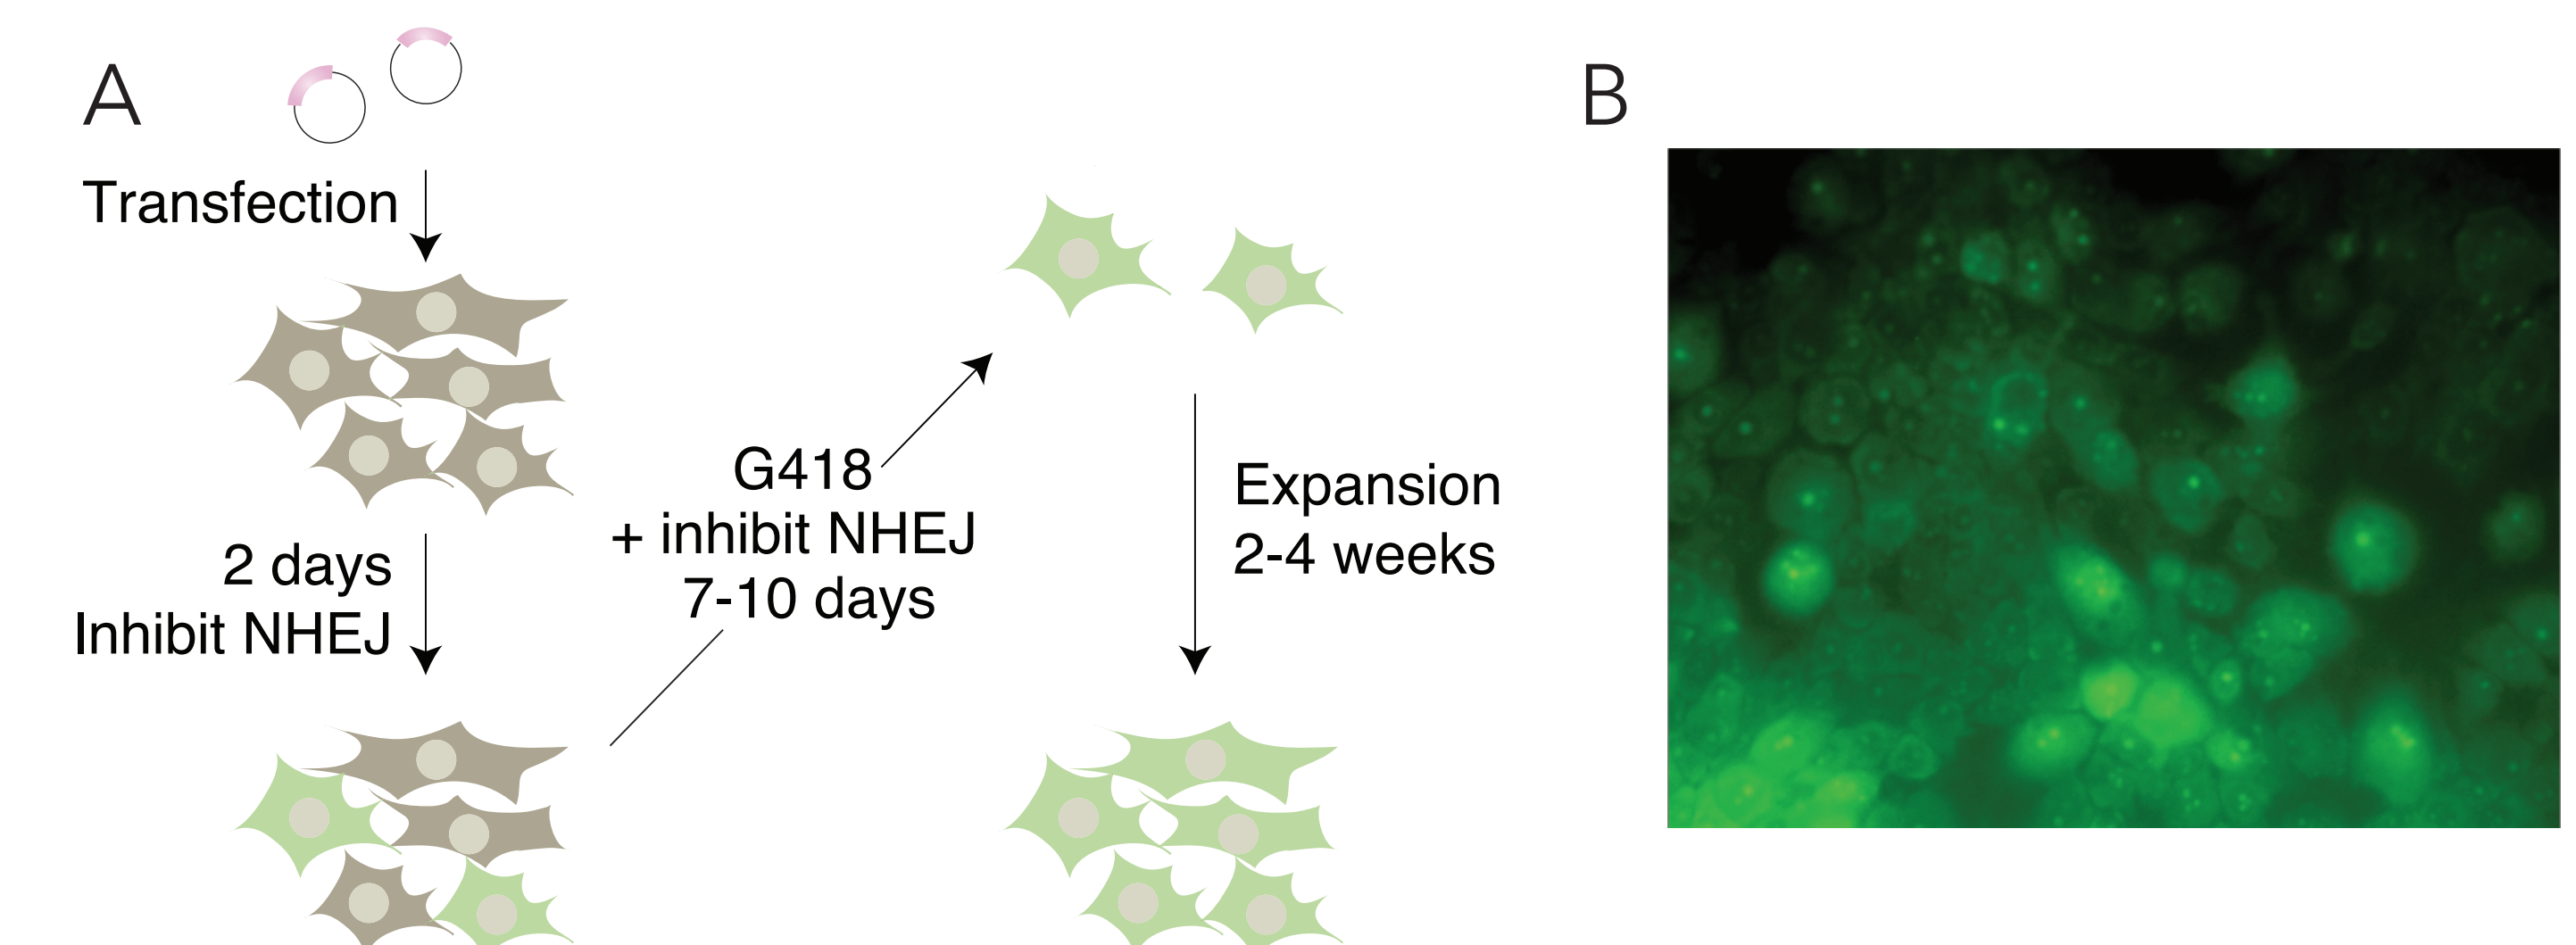 A
Transfection
2 days
Inhibit NHEJ
G418
+ inhibit NHEJ
7-10 days
Expansion
2-4 weeks
B